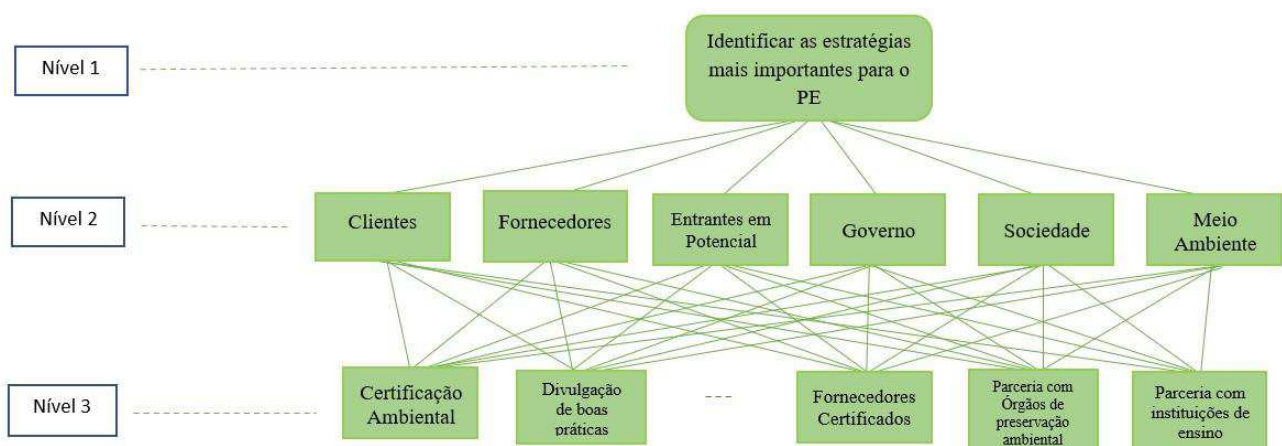 Nível 1
Identificar as estratégias
mais importantes para o
PE
Nível 2
Clientes
Fornecedores
Entrantes em
Potencial
Governo
Sociedade
Meio
Ambiente
Nível 3
Certificação
Ambiental
Divulgação
de boas
práticas
---
Fornecedores
Certificados
Parceria com
Órgãos de
preservação
ambiental
Parceria com
instituições de
ensino